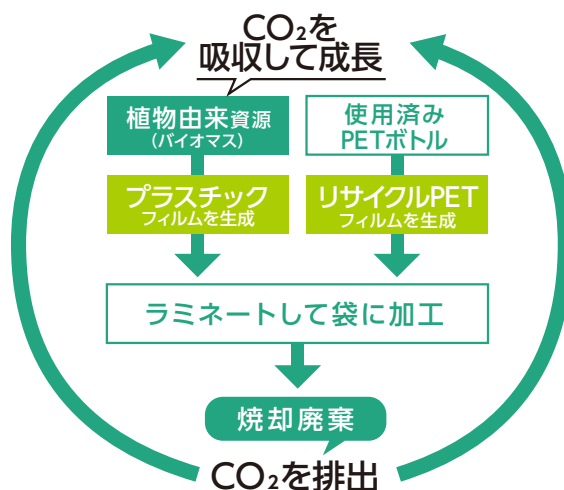 CO₂を
吸収して成長
植物由来資源
（バイオマス）
使用済み
PETボトル
プラスチック
フィルムを生成
リサイクルPET
フィルムを生成
ラミネートして袋に加工
焼却廃棄
CO₂を排出